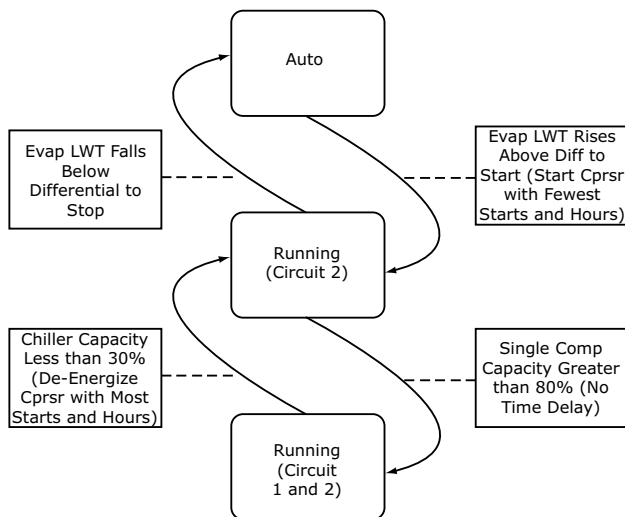 Auto
Evap LWT Falls
Below
Differential to
Stop
Evap LWT Rises
Above Diff to
Start (Start Cprsr
with Fewest
Starts and Hours)
Running
(Circuit 2)
Chiller Capacity
Less than 30%
(De-Energize
Cprsr with Most
Starts and Hours)
Single Comp
Capacity Greater
than 80% (No
Time Delay)
Running
(Circuit
1 and 2)